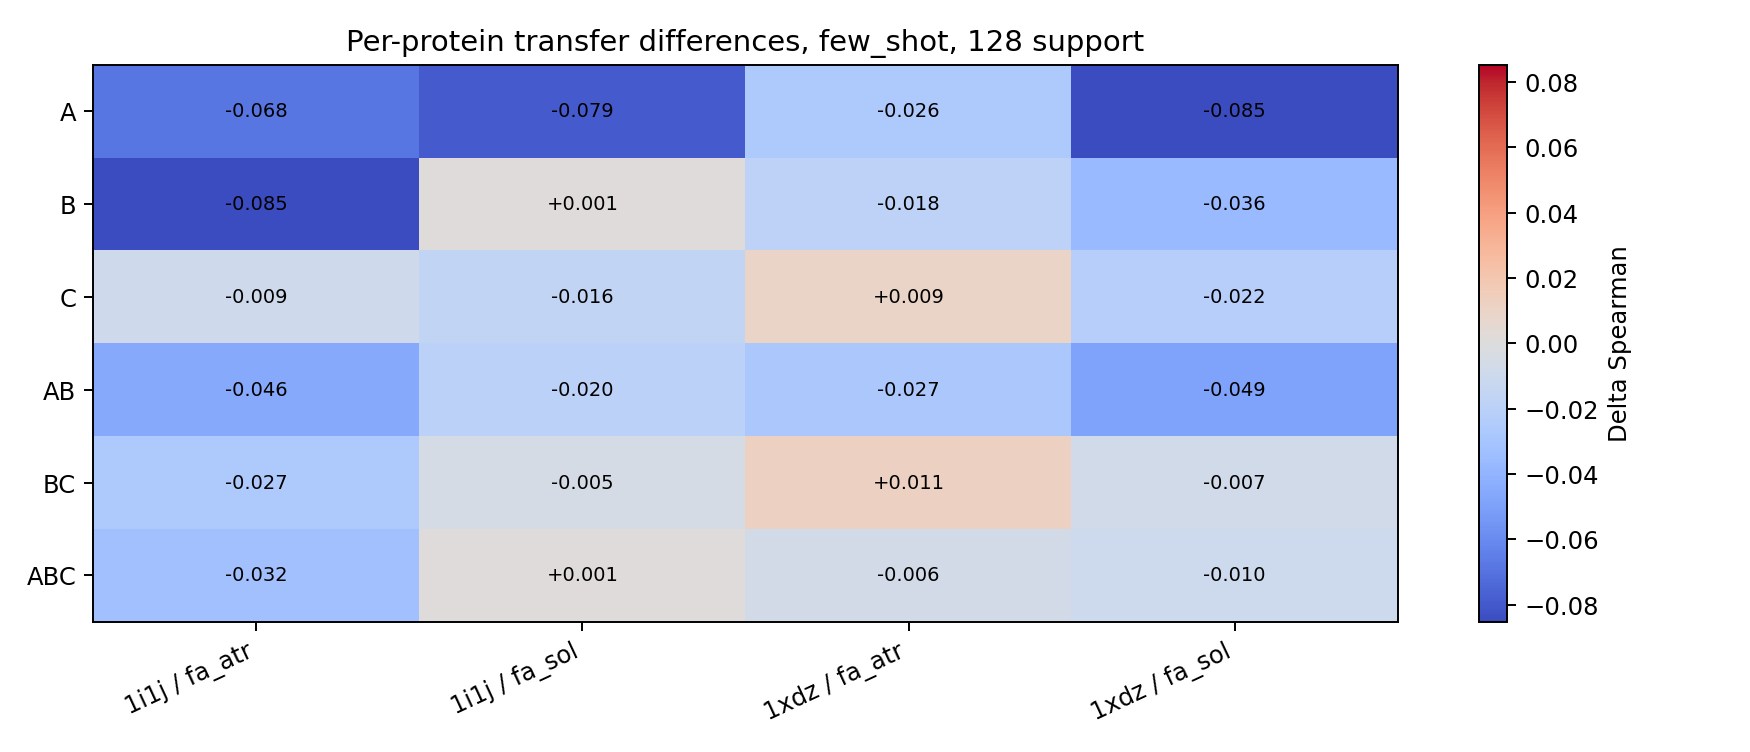 Per-protein transfer differences, few_shot, 128 support
A -0.068 -0.079 -0.026 -0.085
B -0.085 +0.001 -0.018 -0.036
C -0.009 -0.016 +0.009 -0.022
AB -0.046 -0.020 -0.027 -0.049
BC -0.027 -0.005 +0.011 -0.007
ABC -0.032 +0.001 -0.006 -0.010
1i1j / fa_atr 1i1j / fa_sol 1xdz / fa_atr 1xdz / fa_sol
0.08
0.06
0.04
0.02
0.00
−0.02
−0.04
−0.06
−0.08
Delta Spearman